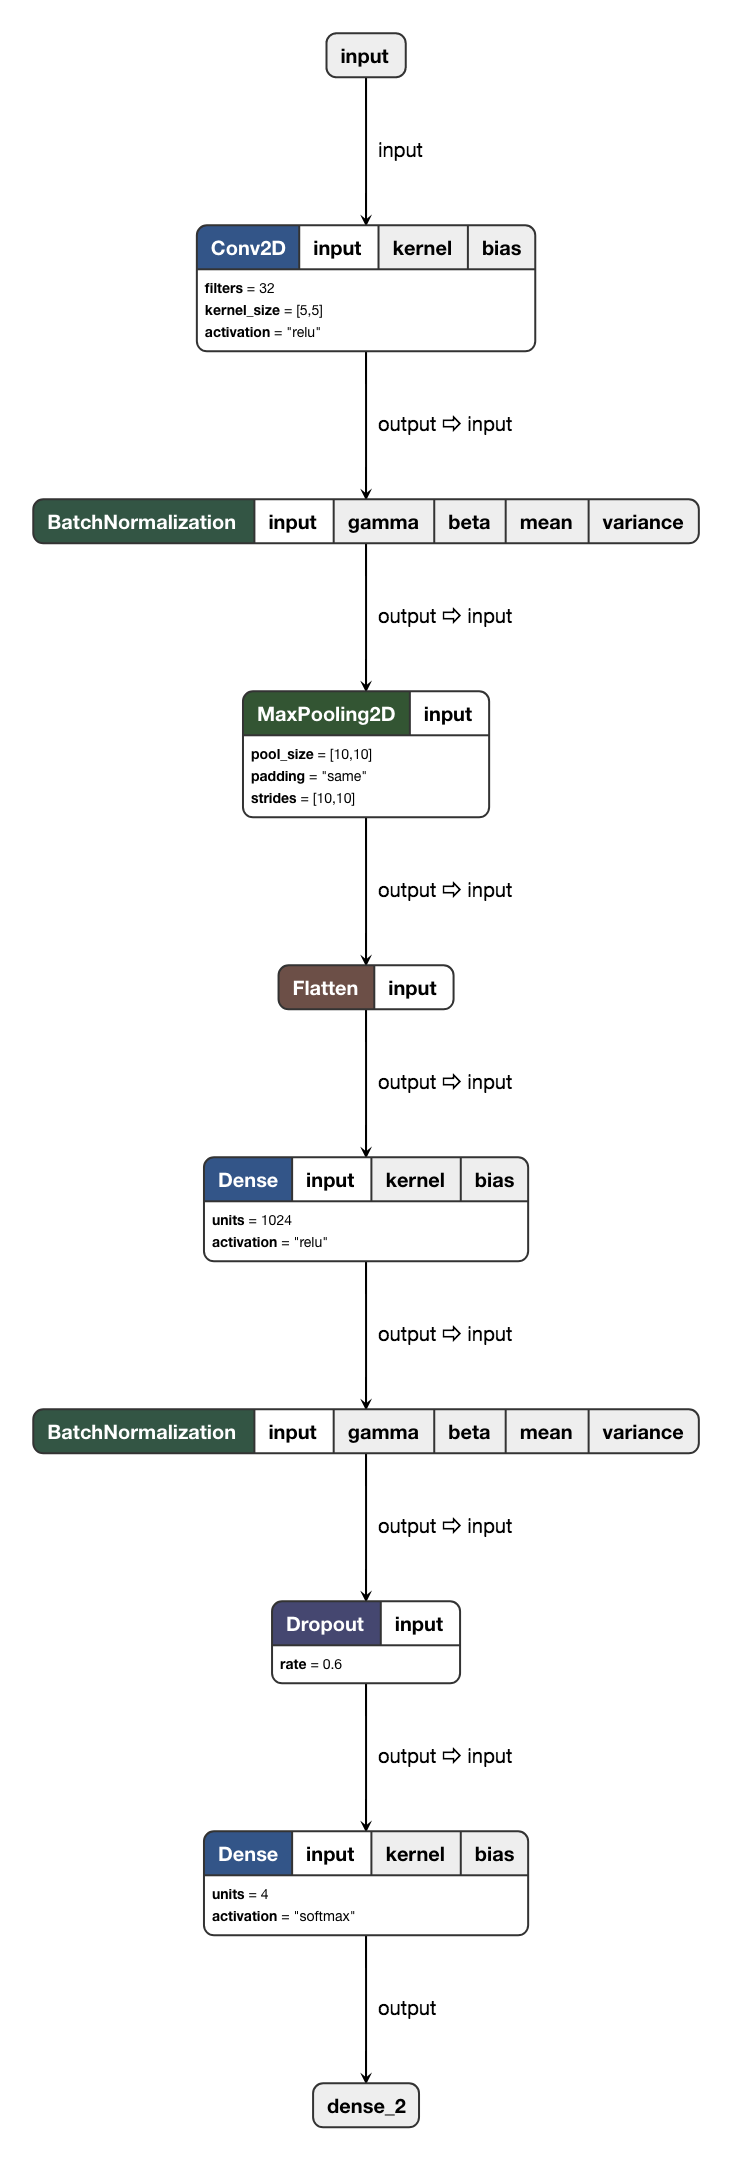 input
input
Conv2D input kernel bias
filters = 32
kernel_size = [5,5]
activation = "relu"
output ⇨ input
BatchNormalization input gamma beta mean variance
output ⇨ input
MaxPooling2D input
pool_size = [10,10]
padding = "same"
strides = [10,10]
output ⇨ input
Flatten input
output ⇨ input
Dense input kernel bias
units = 1024
activation = "relu"
output ⇨ input
BatchNormalization input gamma beta mean variance
output ⇨ input
Dropout input
rate = 0.6
output ⇨ input
Dense input kernel bias
units = 4
activation = "softmax"
output
dense_2